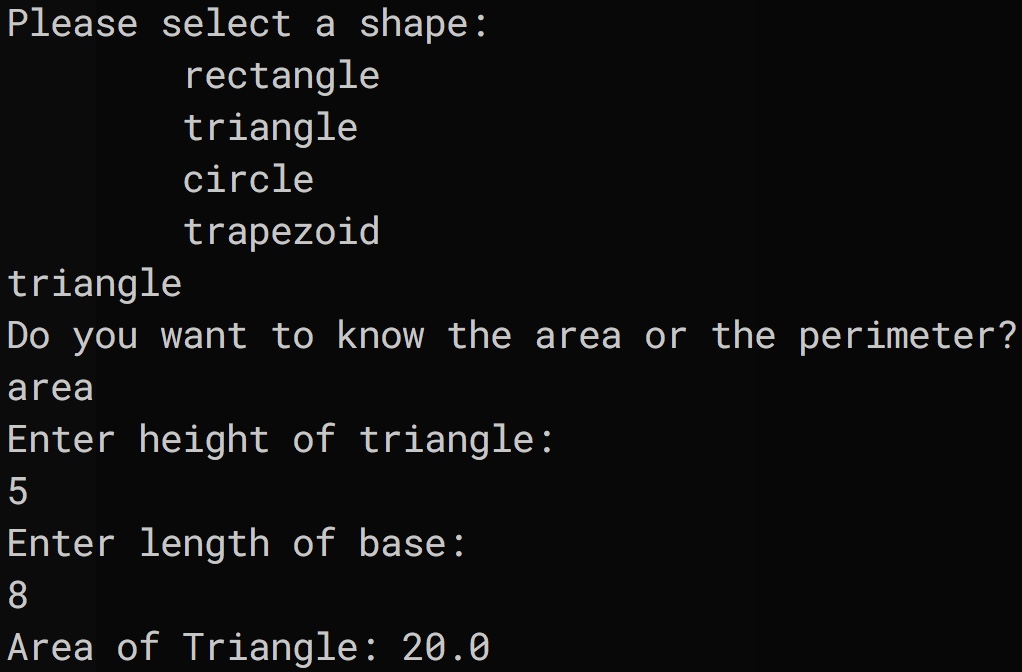 Please select a shape:
rectangle
triangle
circle
trapezoid
triangle
Do you want to know the area or the perimeter?
area
Enter height of triangle:
5
Enter length of base:
8
Area of Triangle: 20.0